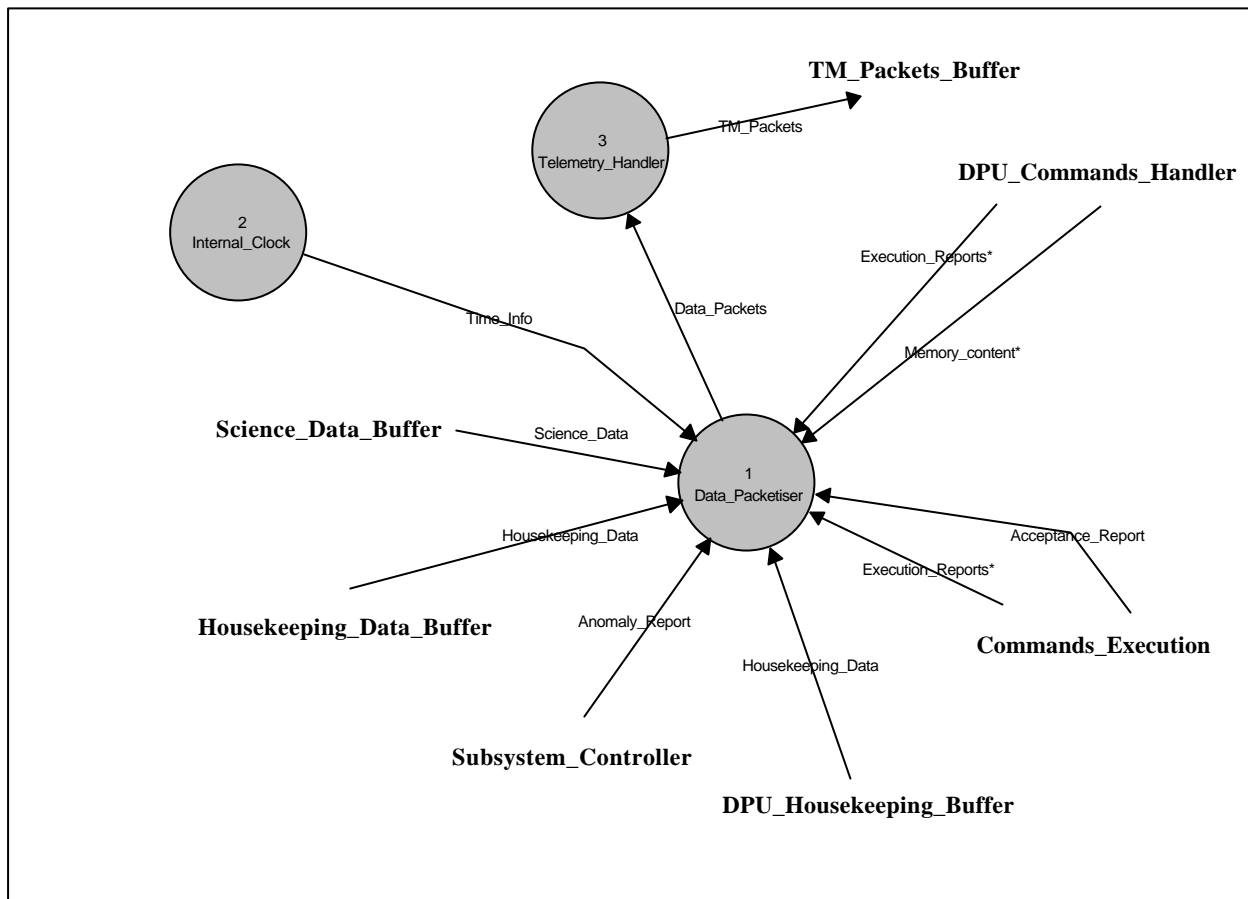 TM_Packets_Buffer
TM_Packets
3
Telemetry_Handler
DPU_Commands_Handler
2
Internal_Clock
Execution_Reports*
Data_Packets
Time_Info
Memory_content*
Science_Data_Buffer
Science_Data
1
Data_Packetiser
Housekeeping_Data
Acceptance_Report
Execution_Reports*
Housekeeping_Data_Buffer
Anomaly_Report
Commands_Execution
Housekeeping_Data
Subsystem_Controller
DPU_Housekeeping_Buffer